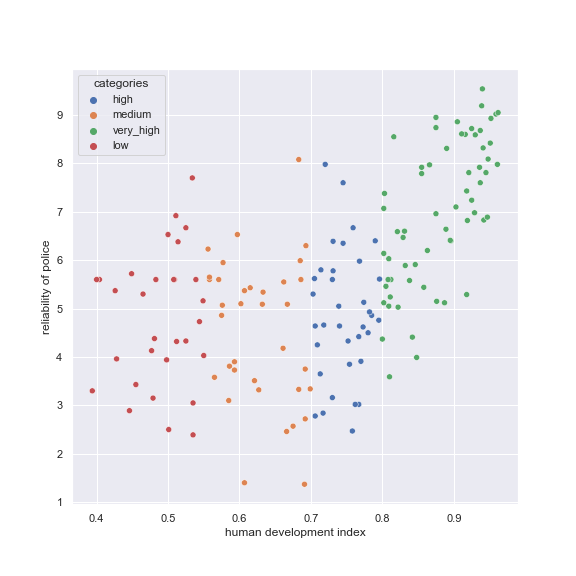 categories
high
medium
very_high
low
9
8
7
6
5
4
3
2
1
reliability of police
0.4 0.5 0.6 0.7 0.8 0.9
human development index